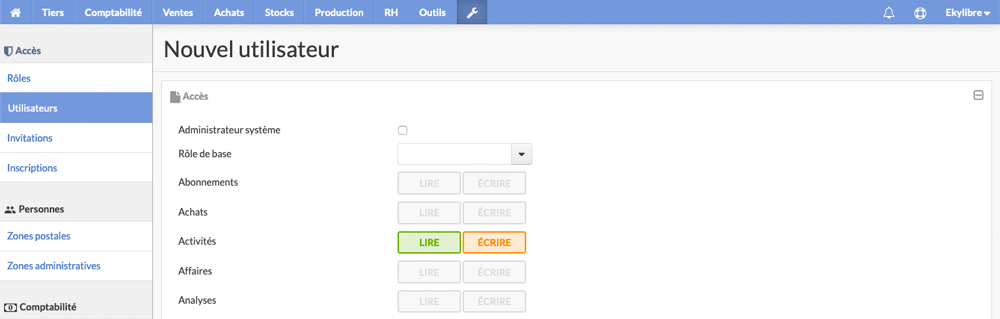 Tiers Comptabilité Ventes Achats Stocks Production RH Outils Ekylibre
Accès
Rôles
Utilisateurs
Invitations
Inscriptions
Personnes
Zones postales
Zones administratives
Comptabilité
Nouvel utilisateur
Accès
Administrateur système
Rôle de base
Abonnements LIRE ÉCRIRE
Achats LIRE ÉCRIRE
Activités LIRE ÉCRIRE
Affaires LIRE ÉCRIRE
Analyses LIRE ÉCRIRE